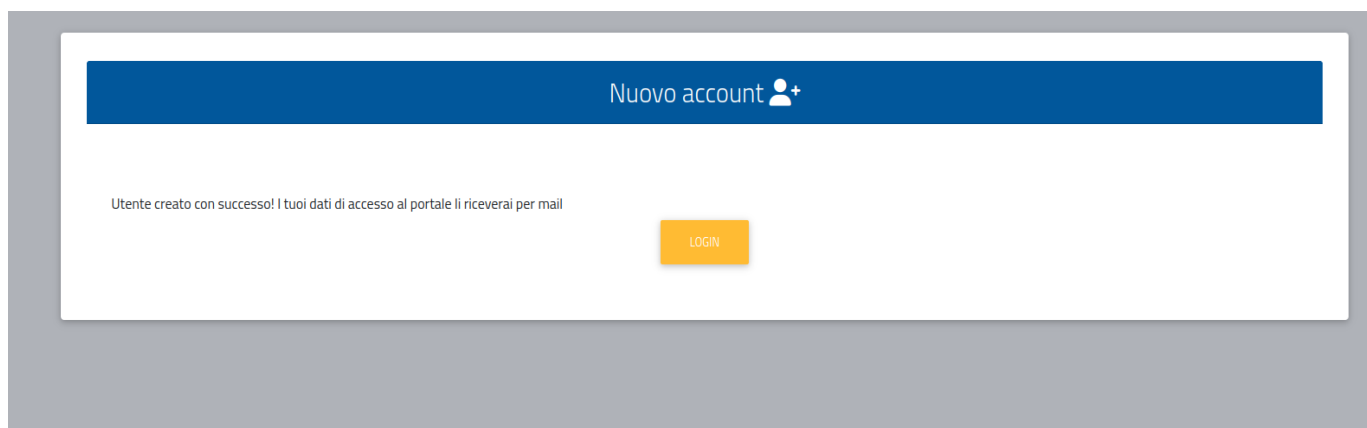 Nuovo account
Utente creato con successo! I tuoi dati di accesso al portale li riceverai per mail
LOGIN